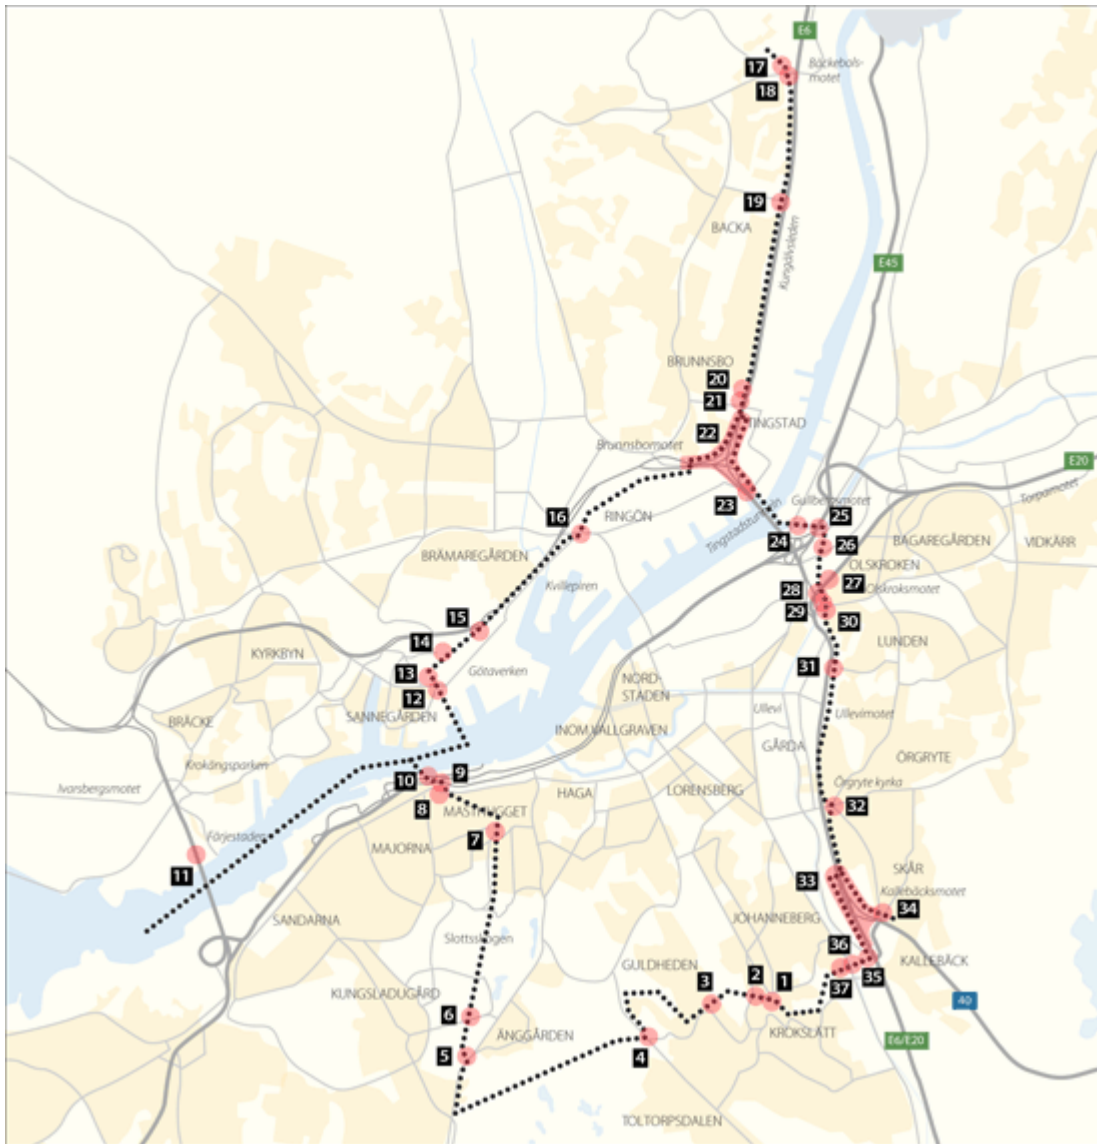 E6
17
Bäckebols-
motet
18
19
BACKA
Kungälvsleden
E45
BRUNNSBO
20
21
22
TINGSTAD
Brunnsbomotet
E20
23
Gullbergsmotet
Torpamotet
16
RINGÖN
Tingstadstunneln
24
25
26
BAGAREGÅRDEN
VIDKÄRR
BRÄMAREGÅRDEN
OLSKROKEN
27
Olskroksmotet
Kvillepiren
28
29
30
15
LUNDEN
14
KYRKBYN
13
Götaverken
31
12
NORD-
STADEN
SANNEGÅRDEN
BRÄCKE
Ullevi
Ullevimotet
INOM VALLGRAVEN
GÅRDA
Krokängsparken
ÖRGRYTE
10
9
Ivarsbergsmotet
HAGA
LORENSBERG
Örgryte kyrka
8
MASTHUGGET
32
Färjestaden
7
MAJORNA
11
SKÅR
33
Kallebäcksmotet
SANDARNA
JOHANNEBERG
34
Slottsskogen
36
GULDHEDEN
35
KALLEBÄCK
37
KUNGSLADUGÅRD
3
2
1
40
6
ÄNGGÅRDEN
KROKSLÄTT
5
4
E6/E20
TOLTORPSDALEN